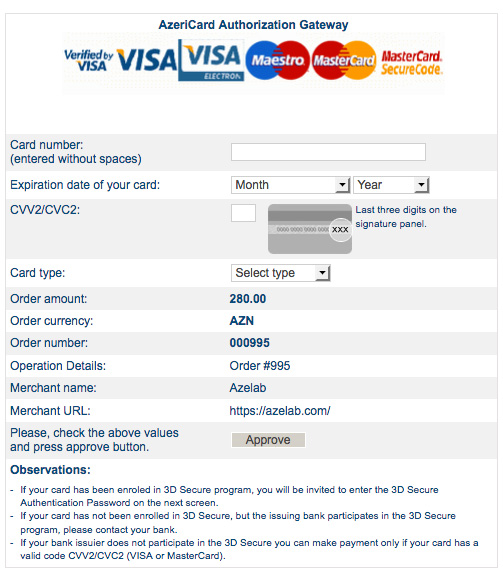 AzeriCard Authorization Gateway
Verified by VISA VISA VISA ELECTRON Maestro MasterCard MasterCard. SecureCode.
Card number:
(entered without spaces)
Expiration date of your card: Month Year
CVV2/CVC2: 0000 0000 0000 XXX Last three digits on the
signature panel.
Card type: Select type
Order amount: 280.00
Order currency: AZN
Order number: 000995
Operation Details: Order #995
Merchant name: Azelab
Merchant URL: https://azelab.com/
Please, check the above values
and press approve button. Approve
Observations:
- If your card has been enroled in 3D Secure program, you will be invited to enter the 3D Secure
Authentication Password on the next screen.
- If your card has not been enroled in 3D Secure, but the issuing bank participates in the 3D Secure
program, please contact your bank.
- If your bank issuier does not participate in the 3D Secure you can make payment only if your card has a
valid code CVV2/CVC2 (VISA or MasterCard).